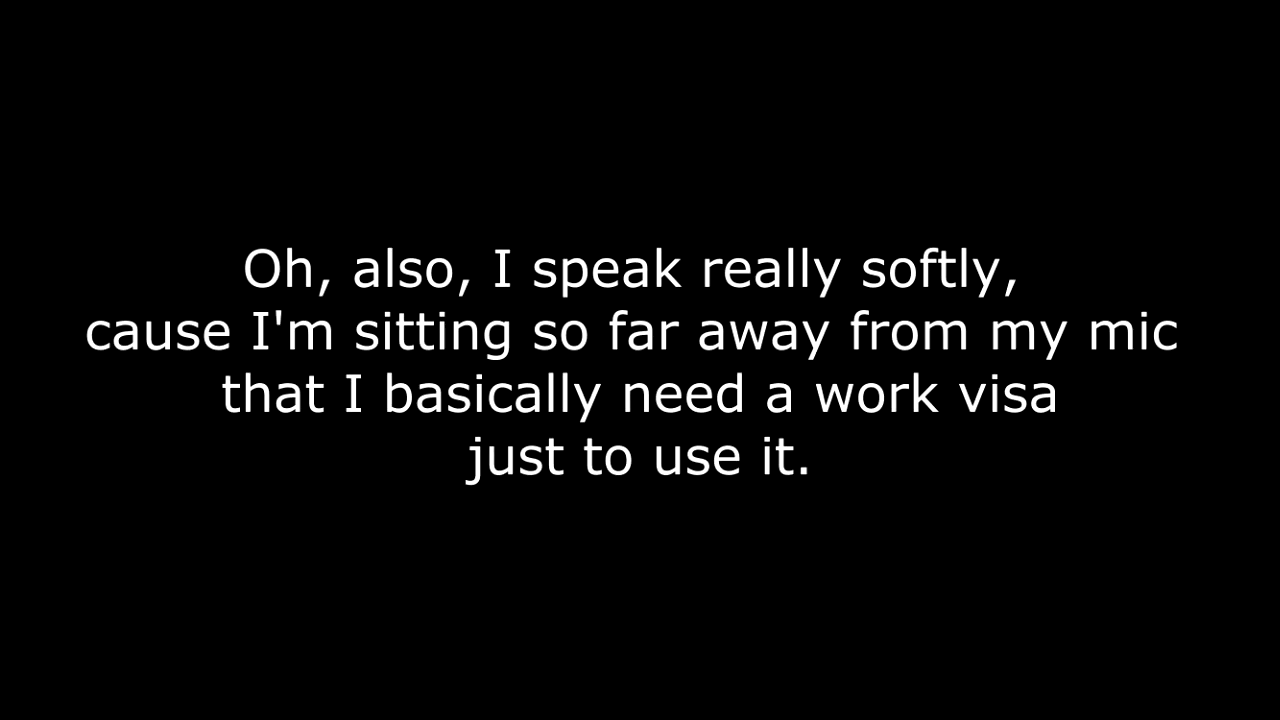 Oh, also, I speak really softly,
cause I'm sitting so far away from my mic
that I basically need a work visa
just to use it.